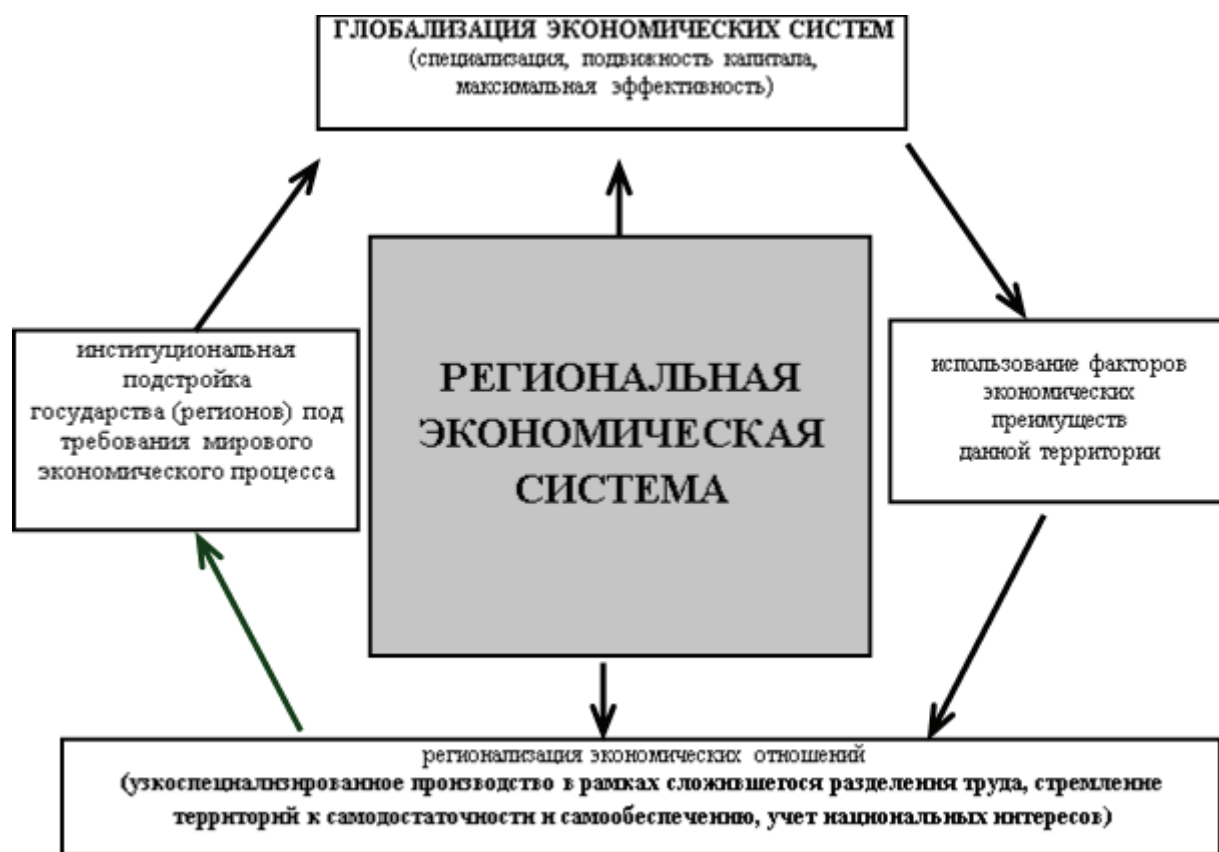 ГЛОБАЛИЗАЦИЯ ЭКОНОМИЧЕСКИХ СИСТЕМ
(специализация, подвижность капитала,
максимальная эффективность)
институциональная
подстройка
государства (регионов) под
требования мирового
экономического процесса
РЕГИОНАЛЬНАЯ
ЭКОНОМИЧЕСКАЯ
СИСТЕМА
использование факторов
экономических
преимуществ
данной территории
регионализация экономических отношений
(узкоспециализированное производство в рамках сложившегося разделения труда, стремление
территорий к самодостаточности и самообеспечению, учет национальных интересов)